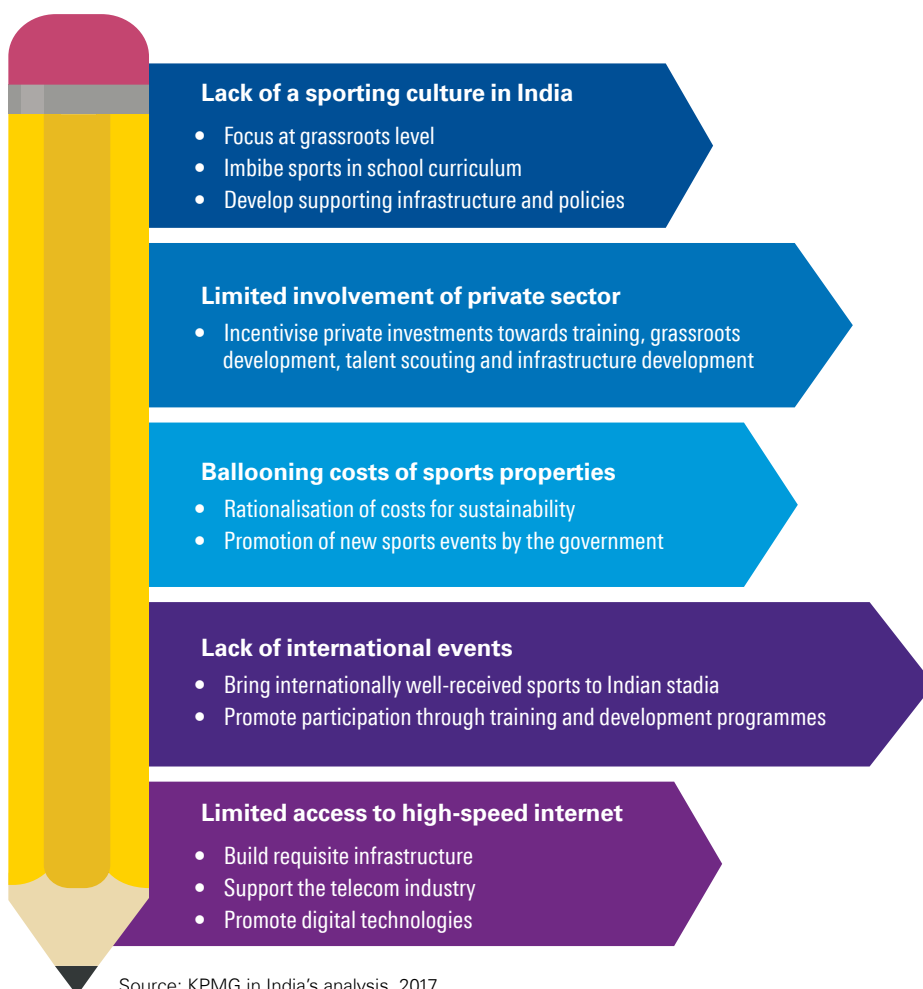 Lack of a sporting culture in India
• Focus at grassroots level
• Imbibe sports in school curriculum
• Develop supporting infrastructure and policies
Limited involvement of private sector
• Incentivise private investments towards training, grassroots
development, talent scouting and infrastructure development
Ballooning costs of sports properties
• Rationalisation of costs for sustainability
• Promotion of new sports events by the government
Lack of international events
• Bring internationally well-received sports to Indian stadia
• Promote participation through training and development programmes
Limited access to high-speed internet
• Build requisite infrastructure
• Support the telecom industry
• Promote digital technologies
Source: KPMG in India's analysis, 2017